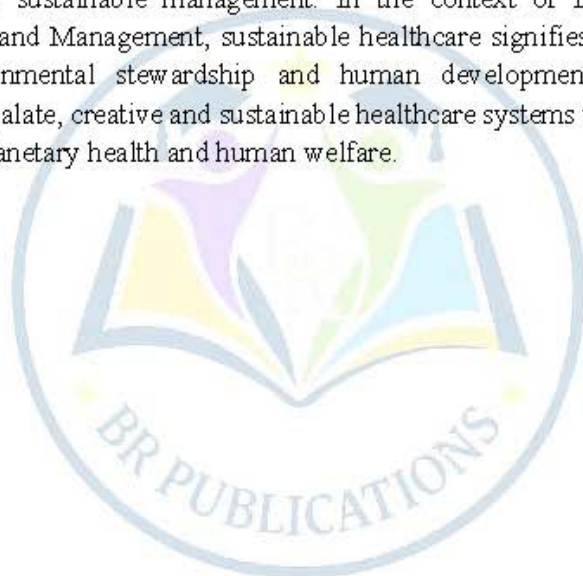 sustainable management. In the context of
and Management, sustainable healthcare signifies
nmental stewardship and human development
alate, creative and sustainable healthcare systems
anetary health and human welfare.
BR PUBLICATIONS